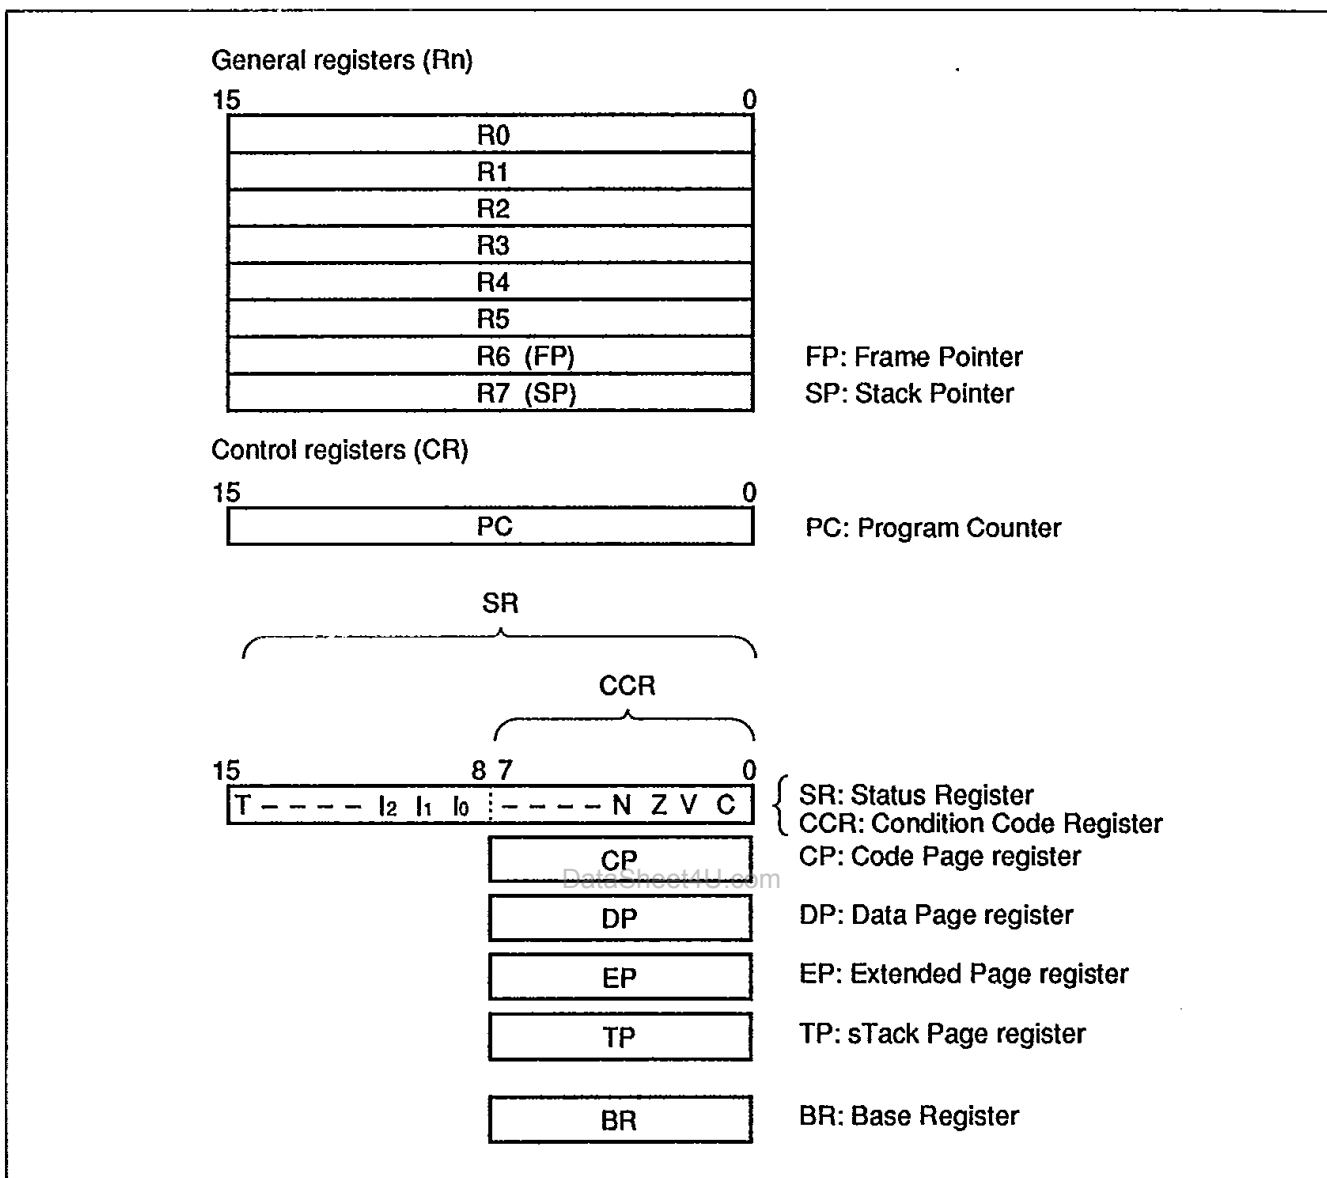 General registers (Rn)
15 0
R0
R1
R2
R3
R4
R5
R6 (FP) FP: Frame Pointer
R7 (SP) SP: Stack Pointer
Control registers (CR)
15 0
PC PC: Program Counter
SR
CCR
15 8 7 0
T – – – – I2 I1 I0 – – – – N Z V C SR: Status Register
CCR: Condition Code Register
CP CP: Code Page register
DataSheet4U.com
DP DP: Data Page register
EP EP: Extended Page register
TP TP: sTack Page register
BR BR: Base Register